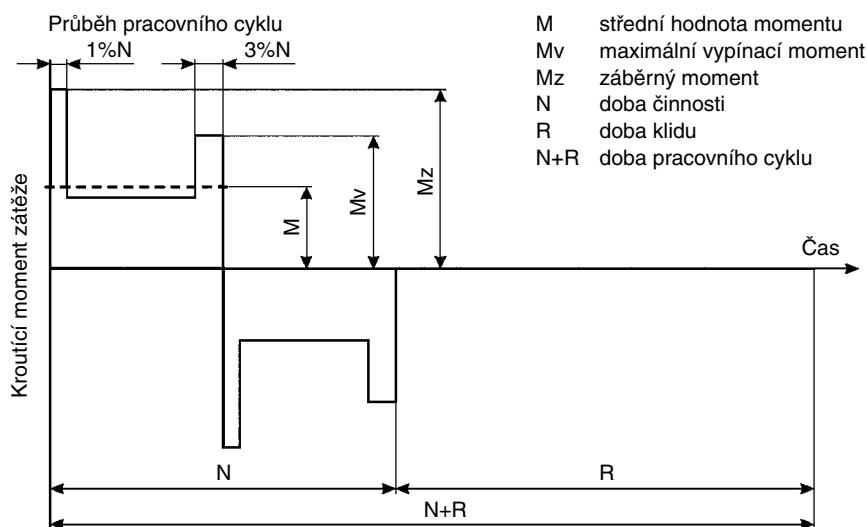 Průběh pracovního cyklu
1%N
3%N
M střední hodnota momentu
Mv maximální vypínací moment
Mz záběrný moment
N doba činnosti
R doba klidu
N+R doba pracovního cyklu
Kroutící moment zátěže
M
Mv
Mz
Čas
N
R
N+R